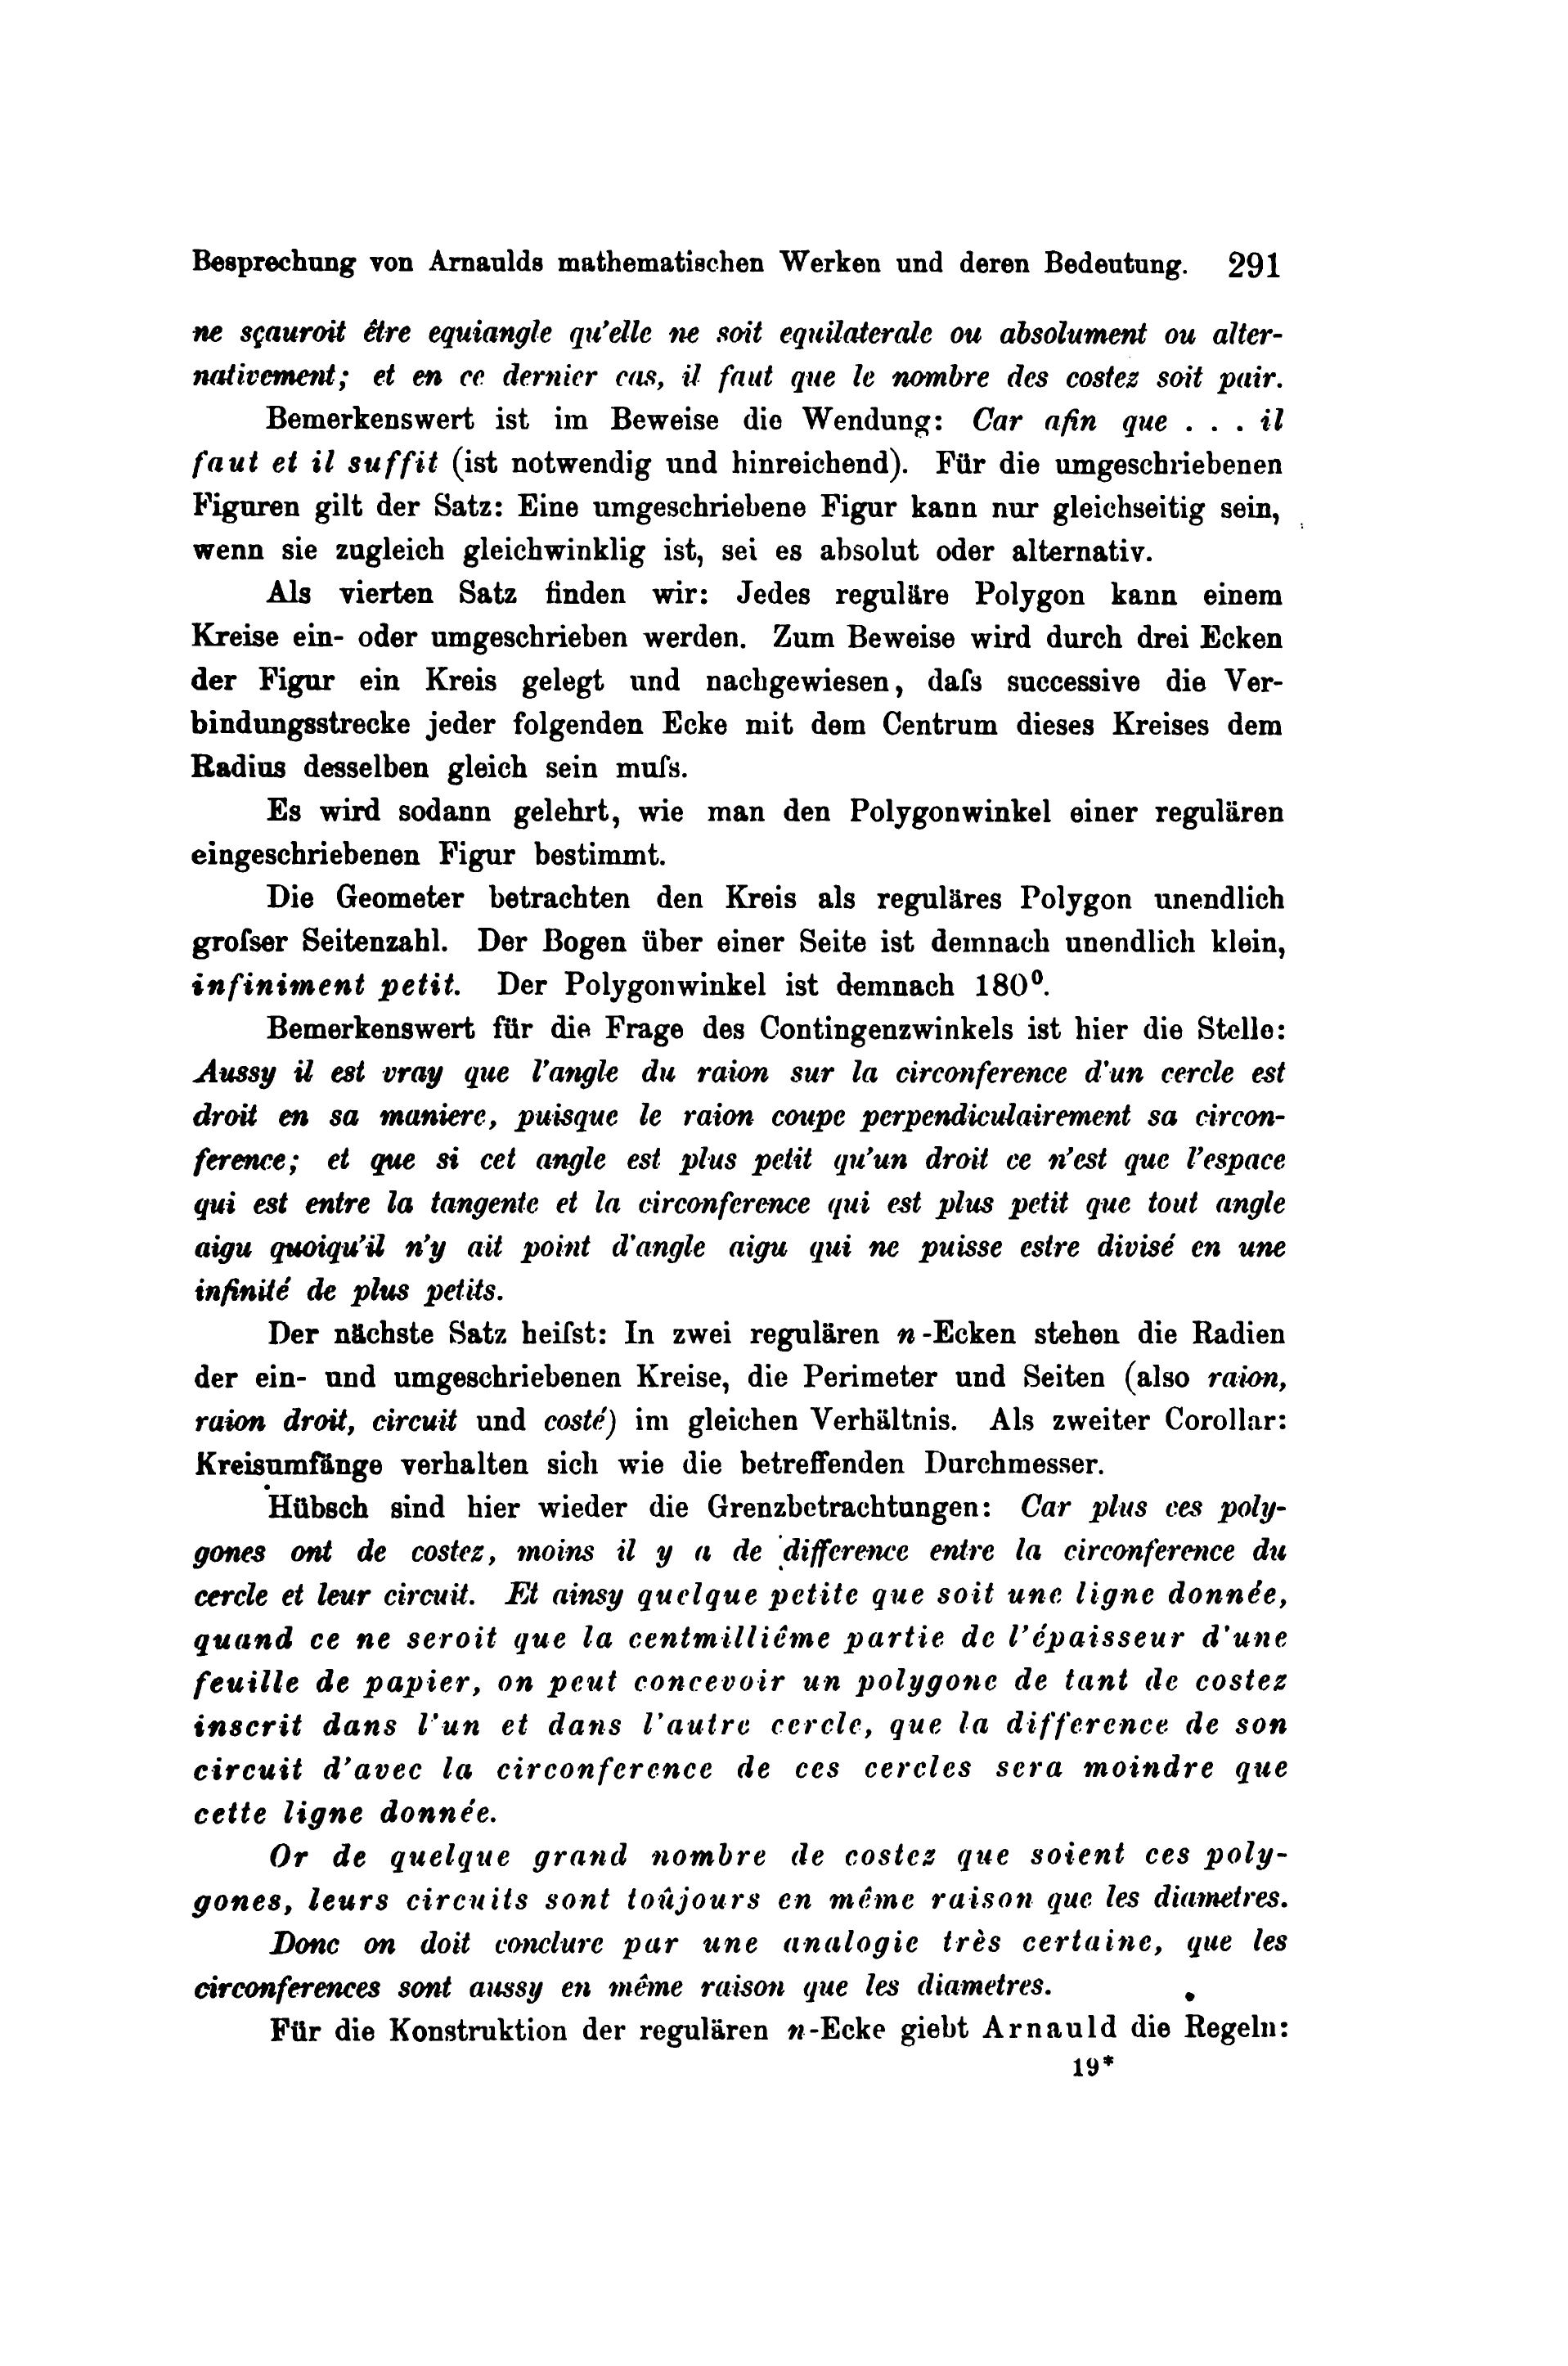 Besprechung von Arnaulds mathematischen Werken und deren Bedeutung. 291
ne sçauroit être equiangle qu'elle ne soit equilaterale ou absolument ou alter-
nativement; et en ce dernier cas, il faut que le nombre des costez soit pair.
Bemerkenswert ist im Beweise die Wendung: Car afin que . . . il
faut et il suffit (ist notwendig und hinreichend). Für die umgeschriebenen
Figuren gilt der Satz: Eine umgeschriebene Figur kann nur gleichseitig sein,
wenn sie zugleich gleichwinklig ist, sei es absolut oder alternativ.
Als vierten Satz finden wir: Jedes reguläre Polygon kann einem
Kreise ein- oder umgeschrieben werden. Zum Beweise wird durch drei Ecken
der Figur ein Kreis gelegt und nachgewiesen, daſs successive die Ver-
bindungsstrecke jeder folgenden Ecke mit dem Centrum dieses Kreises dem
Radius desselben gleich sein muſs.
Es wird sodann gelehrt, wie man den Polygonwinkel einer regulären
eingeschriebenen Figur bestimmt.
Die Geometer betrachten den Kreis als reguläres Polygon unendlich
groſser Seitenzahl. Der Bogen über einer Seite ist demnach unendlich klein,
infiniment petit. Der Polygonwinkel ist demnach 180⁰.
Bemerkenswert für die Frage des Contingenzwinkels ist hier die Stelle:
Aussy il est vray que l'angle du raion sur la circonference d'un cercle est
droit en sa maniere, puisque le raion coupe perpendiculairement sa circon-
ference; et que si cet angle est plus petit qu'un droit ce n'est que l'espace
qui est entre la tangente et la circonference qui est plus petit que tout angle
aigu quoiqu'il n'y ait point d'angle aigu qui ne puisse estre divisé en une
infinité de plus petits.
Der nächste Satz heiſst: In zwei regulären n-Ecken stehen die Radien
der ein- und umgeschriebenen Kreise, die Perimeter und Seiten (also raion,
raion droit, circuit und costé) im gleichen Verhältnis. Als zweiter Corollar:
Kreisumfänge verhalten sich wie die betreffenden Durchmesser.
Hübsch sind hier wieder die Grenzbetrachtungen: Car plus ces poly-
gones ont de costez, moins il y a de difference entre la circonference du
cercle et leur circuit. Et ainsy quelque petite que soit une ligne donnée,
quand ce ne seroit que la centmilliême partie de l'épaisseur d'une
feuille de papier, on peut concevoir un polygone de tant de costez
inscrit dans l'un et dans l'autre cercle, que la difference de son
circuit d'avec la circonference de ces cercles sera moindre que
cette ligne donnée.
Or de quelque grand nombre de costez que soient ces poly-
gones, leurs circuits sont toûjours en même raison que les diametres.
Donc on doit conclure par une analogie très certaine, que les
circonferences sont aussy en même raison que les diametres.
Für die Konstruktion der regulären n-Ecke giebt Arnauld die Regeln:
19*